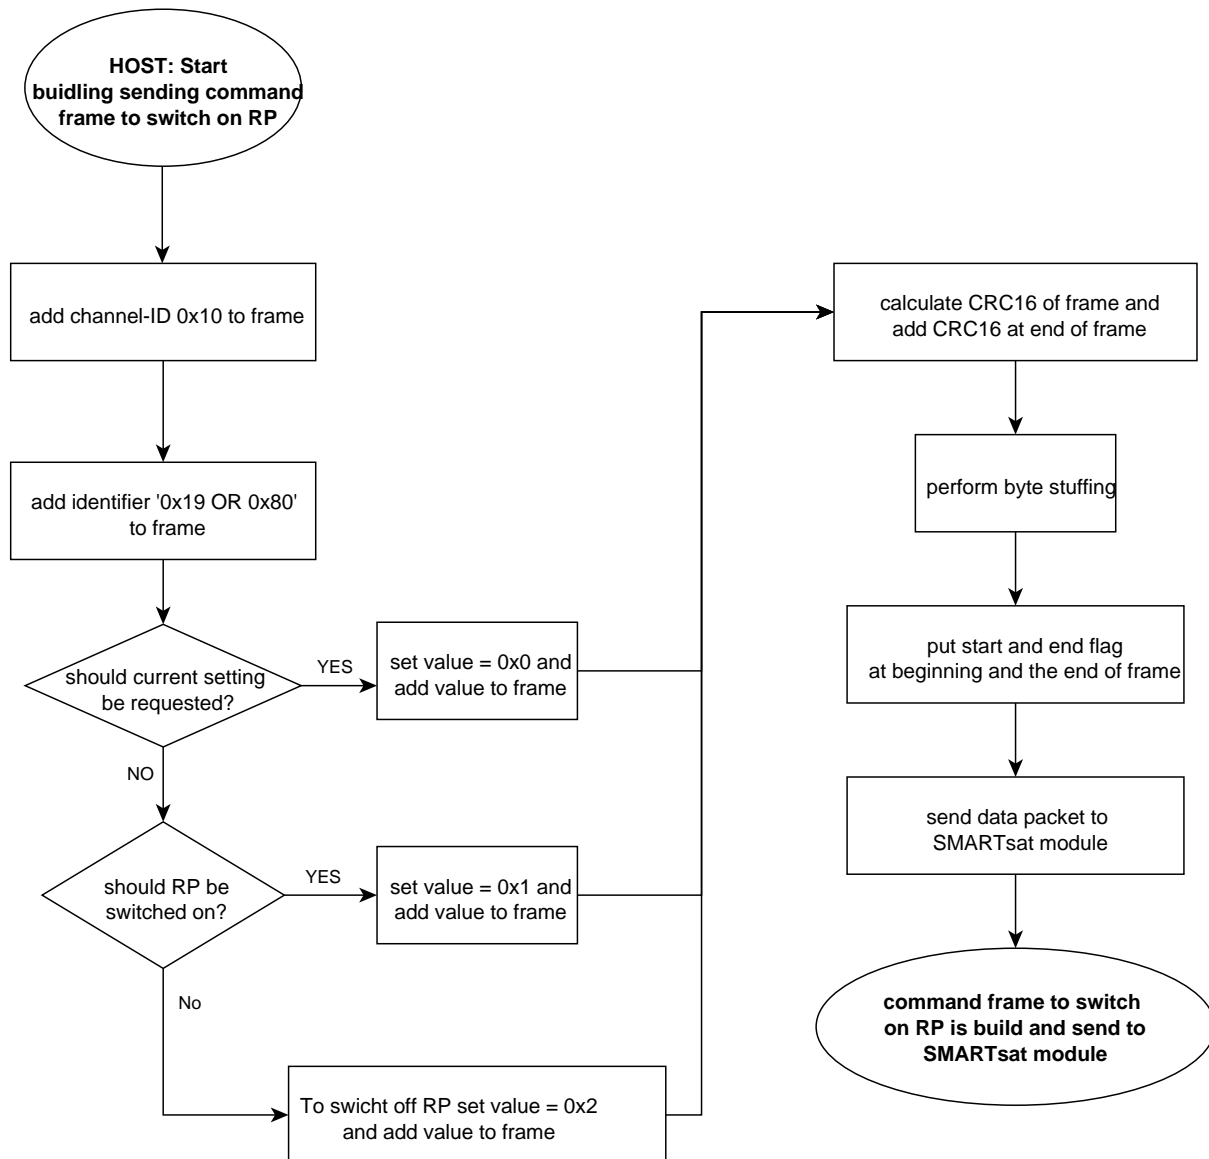 HOST: Start
buidling sending command
frame to switch on RP
add channel-ID 0x10 to frame
add identifier '0x19 OR 0x80'
to frame
should current setting
be requested?
YES
set value = 0x0 and
add value to frame
NO
should RP be
switched on?
YES
set value = 0x1 and
add value to frame
No
To swicht off RP set value = 0x2
and add value to frame
calculate CRC16 of frame and
add CRC16 at end of frame
perform byte stuffing
put start and end flag
at beginning and the end of frame
send data packet to
SMARTsat module
command frame to switch
on RP is build and send to
SMARTsat module